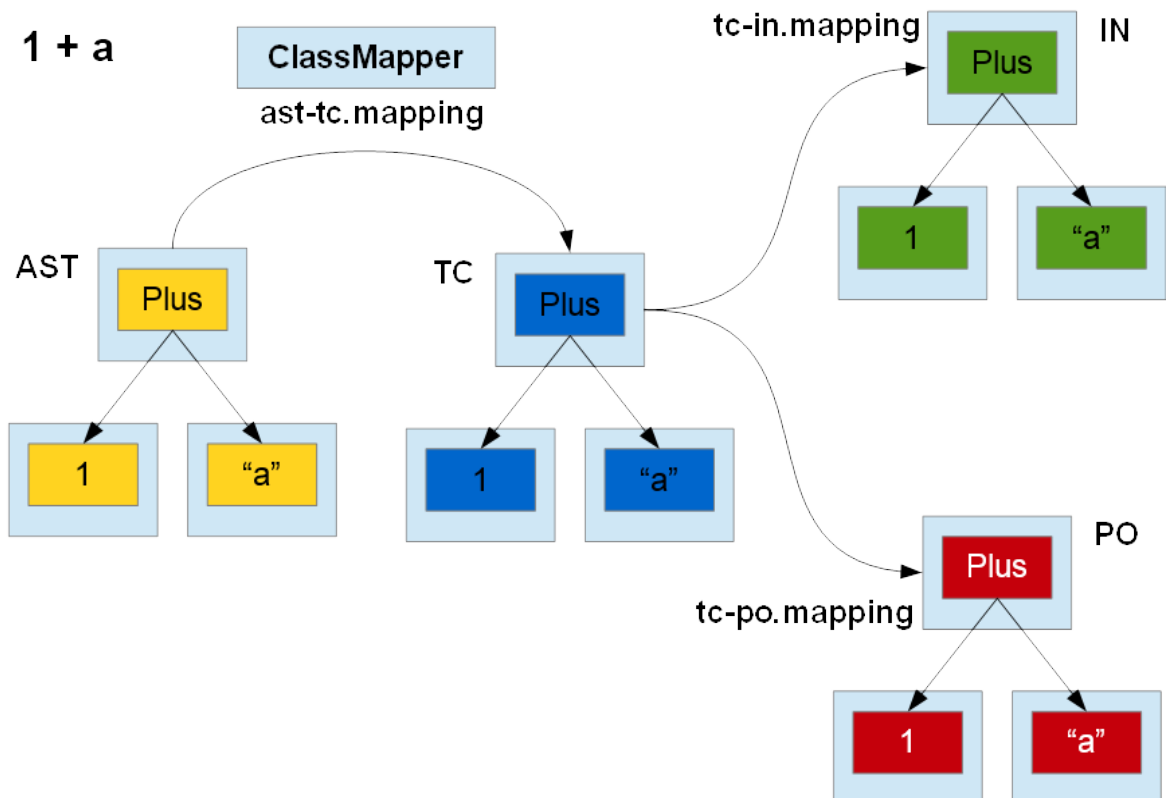 1 + a
ClassMapper
ast-tc.mapping
tc-in.mapping
IN
Plus
1
“a”
AST
Plus
1
“a”
TC
Plus
1
“a”
PO
Plus
tc-po.mapping
1
“a”